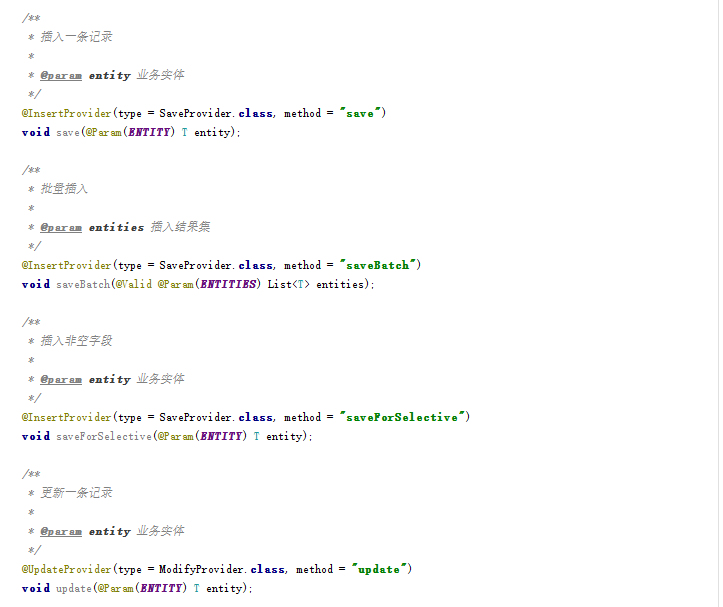 /**
 * 插入一条记录
 *
 * @param entity 业务实体
 */
@InsertProvider(type = SaveProvider.class, method = "save")
void save(@Param(ENTITY) T entity);
/**
 * 批量插入
 *
 * @param entities 插入结果集
 */
@InsertProvider(type = SaveProvider.class, method = "saveBatch")
void saveBatch(@Valid @Param(ENTITIES) List<T> entities);
/**
 * 插入非空字段
 *
 * @param entity 业务实体
 */
@InsertProvider(type = SaveProvider.class, method = "saveForSelective")
void saveForSelective(@Param(ENTITY) T entity);
/**
 * 更新一条记录
 *
 * @param entity 业务实体
 */
@UpdateProvider(type = ModifyProvider.class, method = "update")
void update(@Param(ENTITY) T entity);